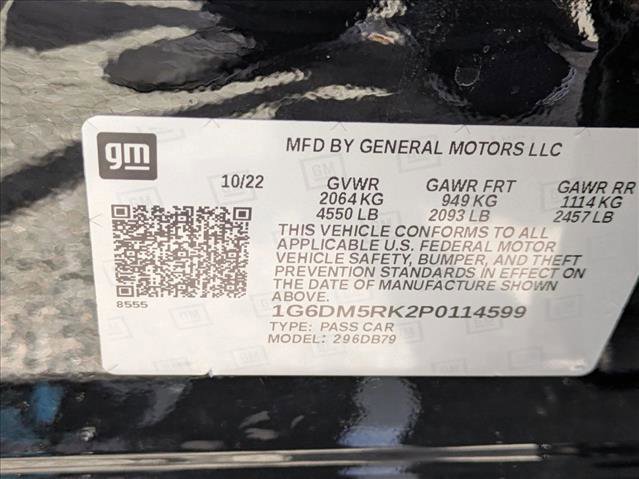 gm
MFD BY GENERAL MOTORS LLC
10/22 GVWR GAWR FRT GAWR RR
2064 KG 949 KG 1114 KG
4550 LB 2093 LB 2457 LB
THIS VEHICLE CONFORMS TO ALL
APPLICABLE U.S. FEDERAL MOTOR
VEHICLE SAFETY, BUMPER, AND THEFT
PREVENTION STANDARDS IN EFFECT ON
THE DATE OF MANUFACTURE SHOWN
ABOVE.
8555
1G6DM5RK2P0114599
TYPE: PASS CAR
MODEL: 296DB79